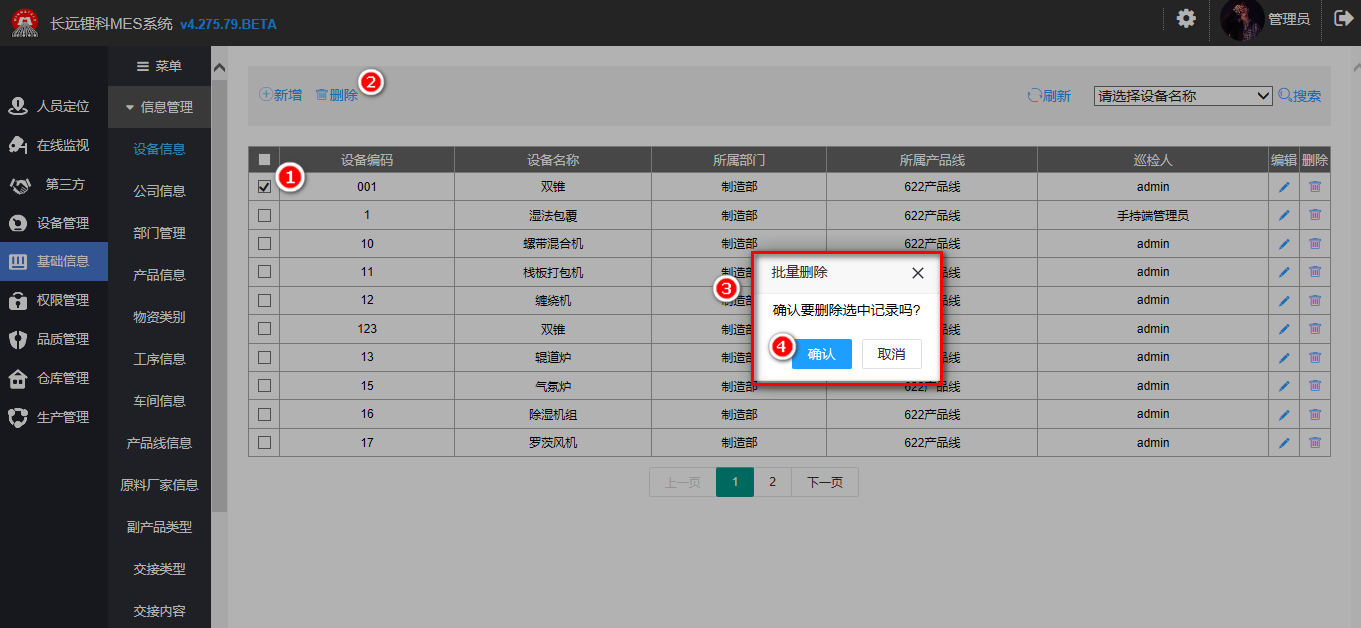 长远锂科MES系统 v4.275.79.BETA
管理员
菜单
人员定位
在线监视
第三方
设备管理
基础信息
权限管理
品质管理
仓库管理
生产管理
信息管理
设备信息
公司信息
部门管理
产品信息
物资类别
工序信息
车间信息
产品线信息
原料厂家信息
副产品类型
交接类型
交接内容
新增 删除 2 刷新 请选择设备名称 搜索
设备编码 设备名称 所属部门 所属产品线 巡检人 编辑 删除
1 001 双锥 制造部 622产品线 admin
1 湿法包覆 制造部 622产品线 手持端管理员
10 螺带混合机 制造部 622产品线 admin
11 栈板打包机 制造 admin
12 缠绕机 制造部 admin
123 双锥 制造部 admin
13 辊道炉 制造部 admin
15 气氛炉 制造部 622产品线 admin
16 除湿机组 制造部 622产品线 admin
17 罗茨风机 制造部 622产品线 admin
3
批量删除
确认要删除选中记录吗?
4 确认 取消
上一页 1 2 下一页